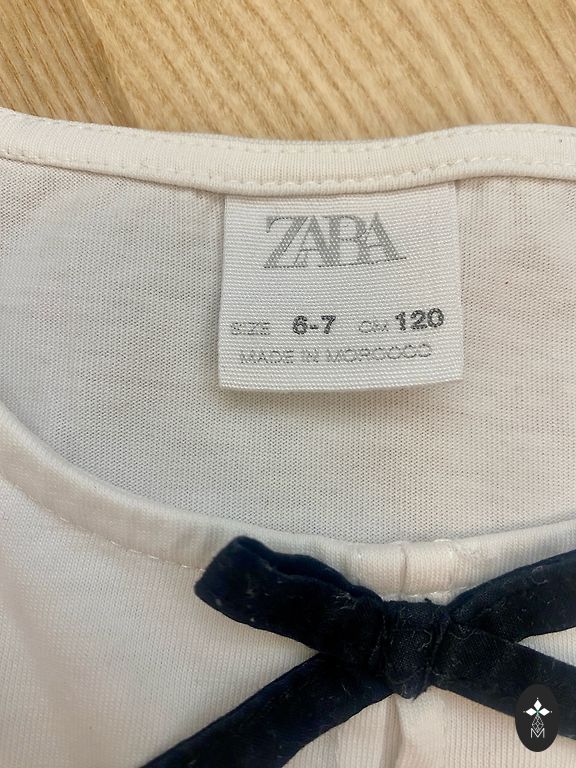 ZARA
SIZE 6-7 CM 120
MADE IN MOROCCO
M